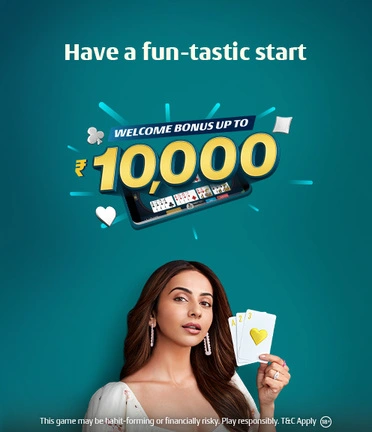 Have a fun-tastic start
WELCOME BONUS UP TO
₹10,000
This game may be habit-forming or financially risky. Play responsibly. T&C Apply 18+